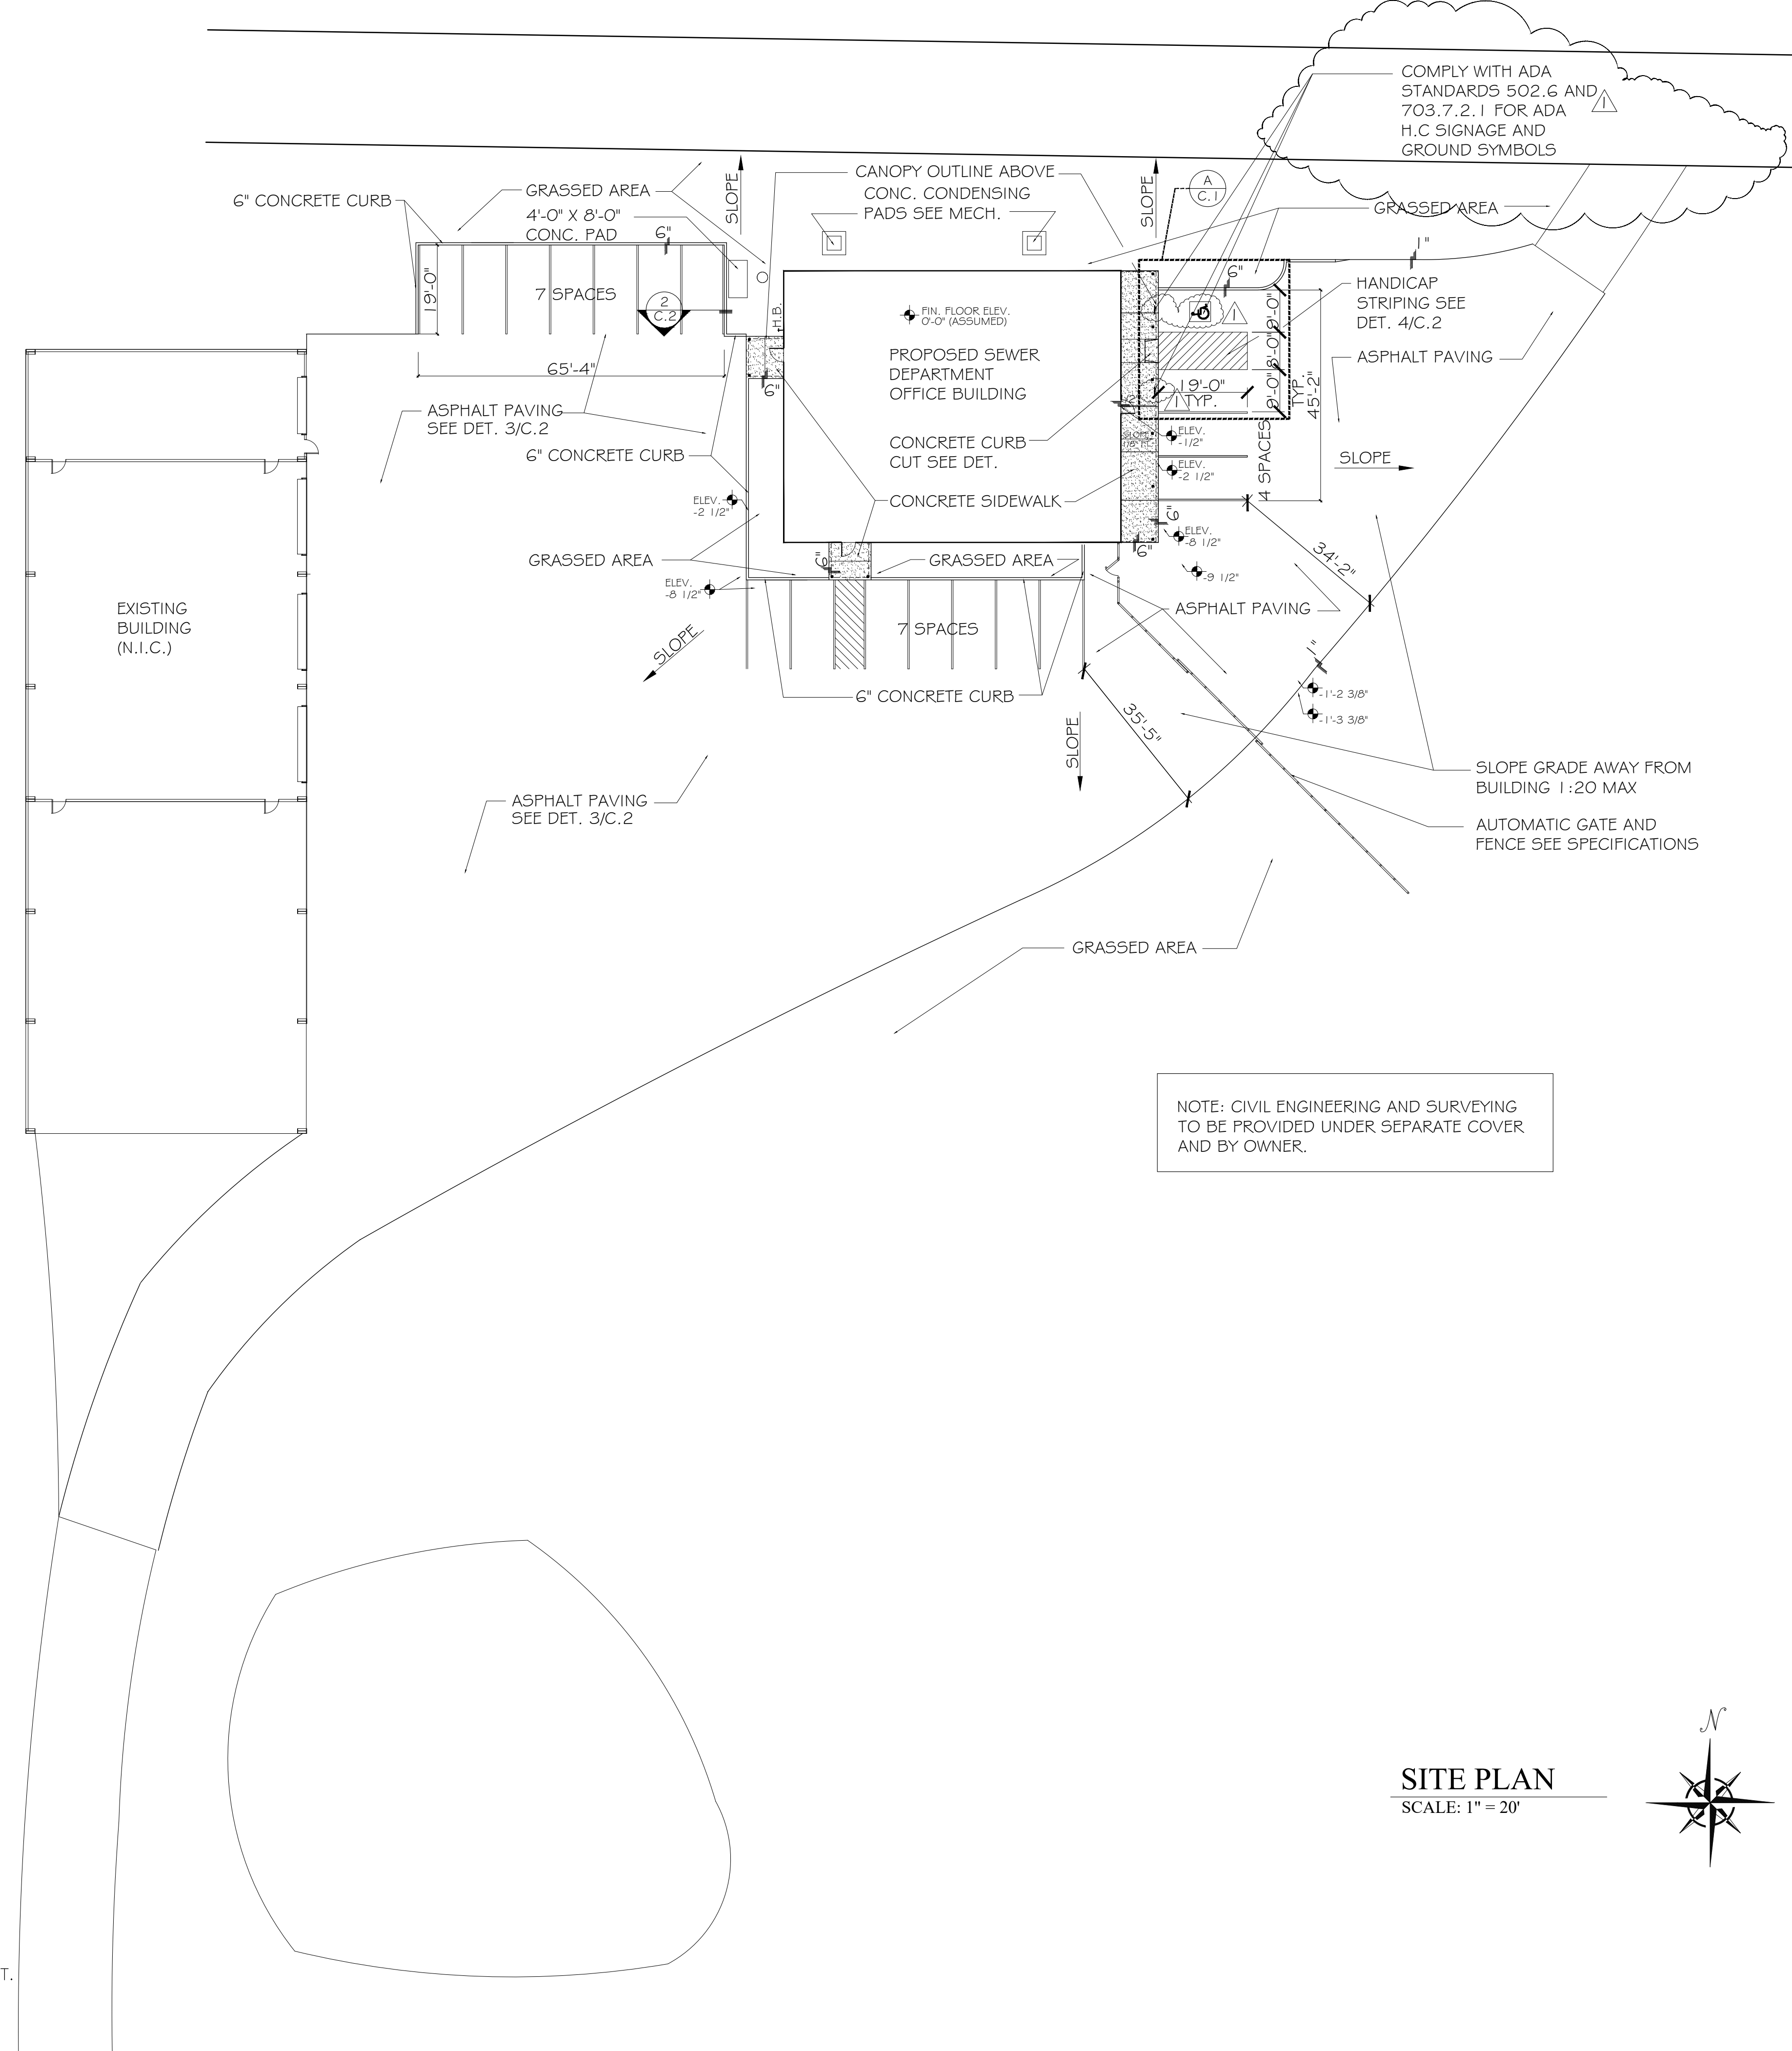 COMPLY WITH ADA
STANDARDS 502.6 AND
703.7.2.1 FOR ADA
H.C SIGNAGE AND
GROUND SYMBOLS
1
6" CONCRETE CURB
GRASSED AREA
4'-0" X 8'-0"
CONC. PAD
SLOPE
CANOPY OUTLINE ABOVE
CONC. CONDENSING
PADS SEE MECH.
SLOPE
A
C.1
GRASSED AREA
6"
19'-0"
7 SPACES
2
C.2
65'-4"
H.B.
6"
FIN. FLOOR ELEV.
0'-0" (ASSUMED)
PROPOSED SEWER
DEPARTMENT
OFFICE BUILDING
CONCRETE CURB
CUT SEE DET.
CONCRETE SIDEWALK
6"
1"
HANDICAP
STRIPING SEE
DET. 4/C.2
ASPHALT PAVING
1
9'-0"
8'-0"
9'-0"
TYP.
45'-2"
19'-0"
TYP.
1
4 SPACES
ELEV.
-1/2"
ELEV.
-2 1/2"
SLOPE
ASPHALT PAVING
SEE DET. 3/C.2
6" CONCRETE CURB
ELEV.
-2 1/2"
GRASSED AREA
ELEV.
-8 1/2"
6"
GRASSED AREA
6"
6"
ELEV.
-8 1/2"
-9 1/2"
34'-2"
ASPHALT PAVING
EXISTING
BUILDING
(N.I.C.)
SLOPE
7 SPACES
6" CONCRETE CURB
35'-5"
SLOPE
1"
-1'-2 3/8"
-1'-3 3/8"
SLOPE GRADE AWAY FROM
BUILDING 1:20 MAX
AUTOMATIC GATE AND
FENCE SEE SPECIFICATIONS
ASPHALT PAVING
SEE DET. 3/C.2
GRASSED AREA
NOTE: CIVIL ENGINEERING AND SURVEYING
TO BE PROVIDED UNDER SEPARATE COVER
AND BY OWNER.
N
SITE PLAN
SCALE: 1" = 20'
T.